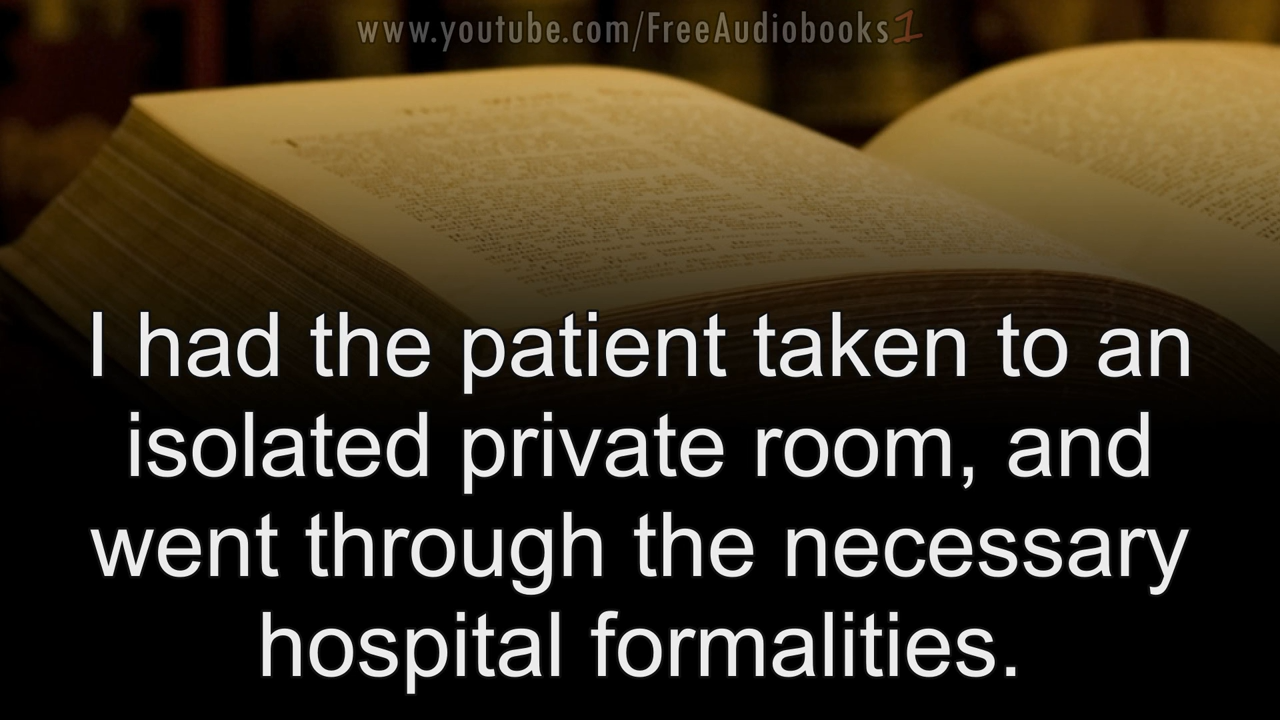 www.youtube.com/FreeAudiobooks1
I had the patient taken to an
isolated private room, and
went through the necessary
hospital formalities.